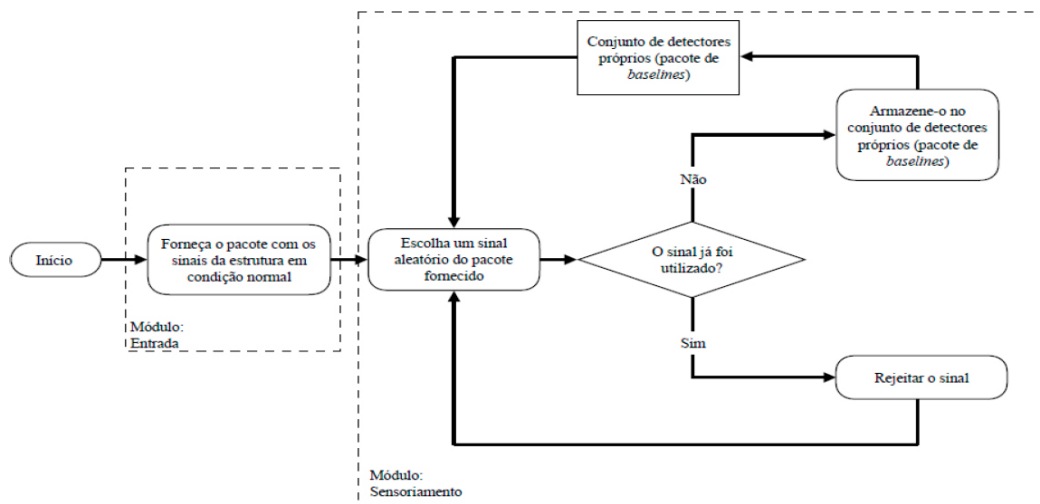 Início
Forneça o pacote com os
sinais da estrutura em
condição normal
Módulo:
Entrada
Escolha um sinal
aleatório do pacote
fornecido
O sinal já foi
utilizado?
Não
Armazene-o no
conjunto de detectores
próprios (pacote de
baselines)
Conjunto de detectores
próprios (pacote de
baselines)
Sim
Rejeitar o sinal
Módulo:
Sensoriamento